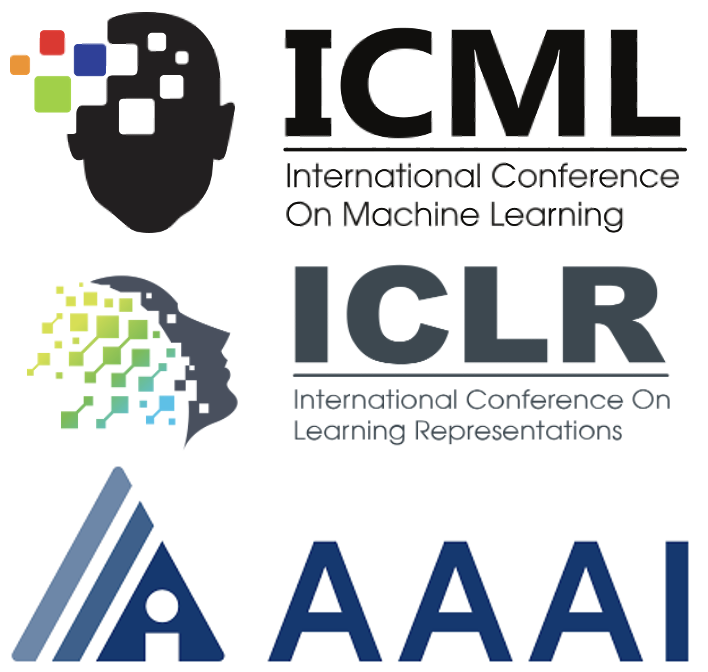 ICML
International Conference
On Machine Learning
ICLR
International Conference On
Learning Representations
AAAI